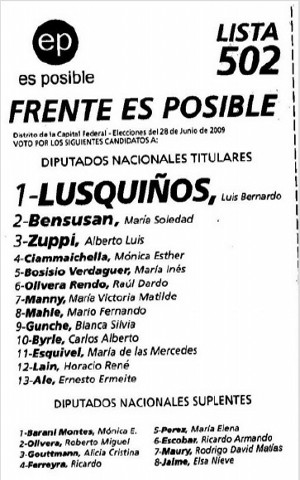 ep
es posible
LISTA
502
FRENTE ES POSIBLE
Distrito de la Capital Federal - Elecciones del 28 de Junio de 2009
VOTO POR LOS SIGUIENTES CANDIDATOS A:
DIPUTADOS NACIONALES TITULARES
1-LUSQUIÑOS, Luis Bernardo
2-Bensusan, María Soledad
3-Zuppi, Alberto Luis
4-Ciammaichella, Mónica Esther
5-Bosisio Verdaguer, María Inés
6-Olivera Rendo, Raúl Dardo
7-Manny, María Victoria Matilde
8-Mahle, Mario Fernando
9-Gunche, Blanca Silvia
10-Byrle, Carlos Alberto
11-Esquivel, María de las Mercedes
12-Lain, Horacio René
13-Ale, Ernesto Ermeite
DIPUTADOS NACIONALES SUPLENTES
1-Barani Montes, Mónica E.
2-Olivera, Roberto Miguel
3-Gouttmann, Alicia Cristina
4-Ferreyra, Ricardo
5-Perez, María Elena
6-Escobar, Ricardo Armando
7-Maury, Rodrigo David Matías
8-Jaime, Elsa Nieve